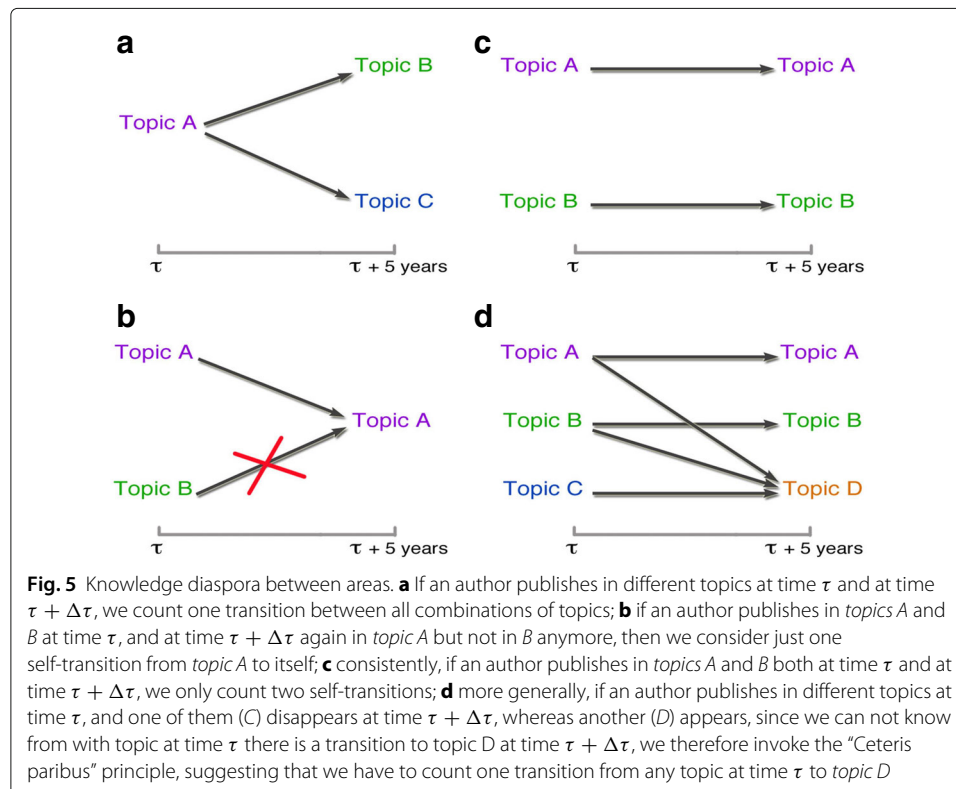 a
Topic A
Topic B
Topic C
τ
τ + 5 years
c
Topic A
Topic A
Topic B
Topic B
τ
τ + 5 years
b
Topic A
Topic B
Topic A
τ
τ + 5 years
d
Topic A
Topic A
Topic B
Topic B
Topic C
Topic D
τ
τ + 5 years
Fig. 5 Knowledge diaspora between areas. a If an author publishes in different topics at time τ and at time
τ + Δτ, we count one transition between all combinations of topics; b if an author publishes in topics A and
B at time τ, and at time τ + Δτ again in topic A but not in B anymore, then we consider just one
self-transition from topic A to itself; c consistently, if an author publishes in topics A and B both at time τ and at
time τ + Δτ, we only count two self-transitions; d more generally, if an author publishes in different topics at
time τ, and one of them (C) disappears at time τ + Δτ, whereas another (D) appears, since we can not know
from with topic at time τ there is a transition to topic D at time τ + Δτ, we therefore invoke the “Ceteris
paribus” principle, suggesting that we have to count one transition from any topic at time τ to topic D